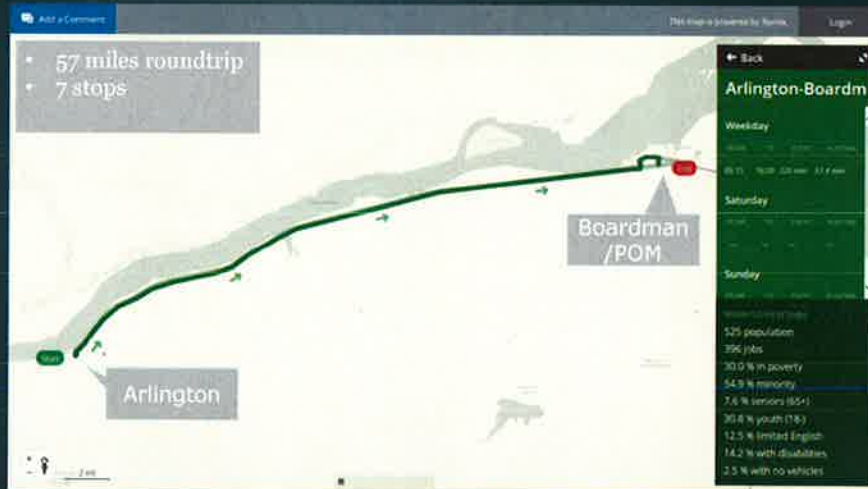 Add a Comment
This map is powered by Remix.
Login
• 57 miles roundtrip
• 7 stops
Back
Arlington-Boardm
Weekday
Saturday
Sunday
525 population
396 jobs
30.0 % in poverty
54.9 % minority
7.6 % seniors (65+)
30.8 % youth (18-)
12.5 % limited English
14.2 % with disabilities
2.5 % with no vehicles
End
Boardman
/POM
Start
Arlington
2 mi